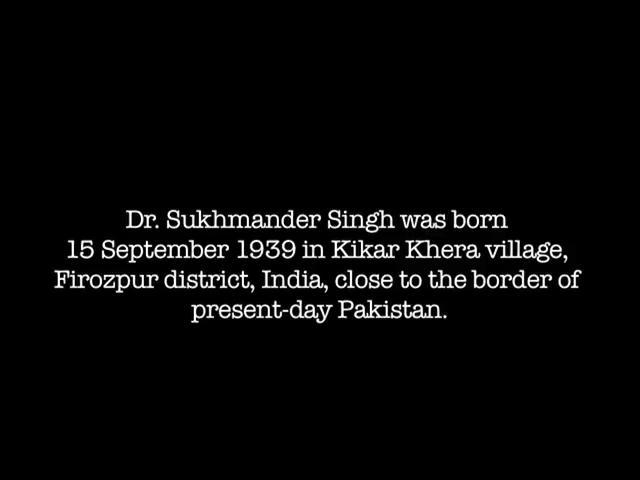 Dr. Sukhmander Singh was born
15 September 1939 in Kikar Khera village,
Firozpur district, India, close to the border of
present-day Pakistan.